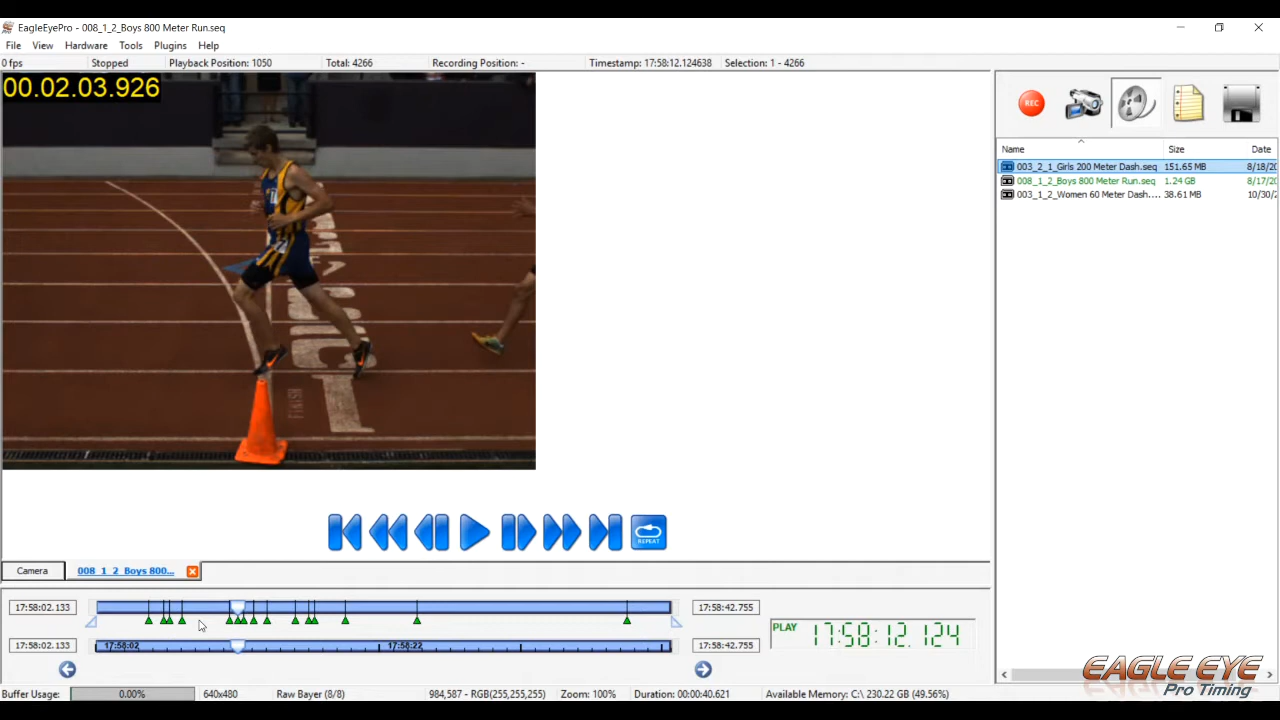 EagleEyePro - 008_1_2_Boys 800 Meter Run.seq
File View Hardware Tools Plugins Help
0 fps Stopped Playback Position: 1050 Total: 4266 Recording Position: - Timestamp: 17:58:12.124638 Selection: 1 - 4266
00.02.03.926
REC
Name Size Date
003_2_1_Girls 200 Meter Dash.seq 151.65 MB 8/18/20
008_1_2_Boys 800 Meter Run.seq 1.24 GB 8/17/20
003_1_2_Women 60 Meter Dash.... 38.61 MB 10/30/2
FINISH
REPEAT
Camera 008_1_2_Boys 800...
17:58:02.133 17:58:42.755
17:58:02.133 17:58:02 17:58:22 17:58:42.755
PLAY 17:58:12.124
EAGLE EYE
Pro Timing
Buffer Usage: 0.00% 640x480 Raw Bayer (8/8) 984,587 - RGB(255,255,255) Zoom: 100% Duration: 00:00:40.621 Available Memory: C:\ 230.22 GB (49.56%)